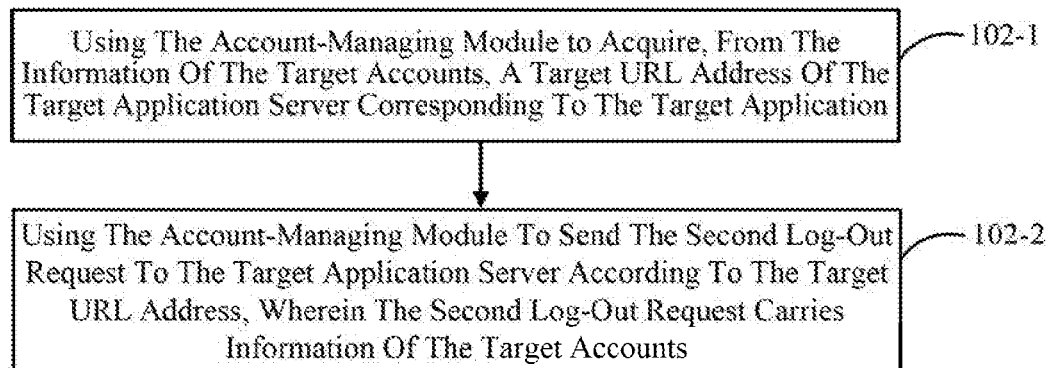 Using The Account-Managing Module to Acquire, From The
Information Of The Target Accounts, A Target URL Address Of The
Target Application Server Corresponding To The Target Application
102-1
Using The Account-Managing Module To Send The Second Log-Out
Request To The Target Application Server According To The Target
URL Address, Wherein The Second Log-Out Request Carries
Information Of The Target Accounts
102-2